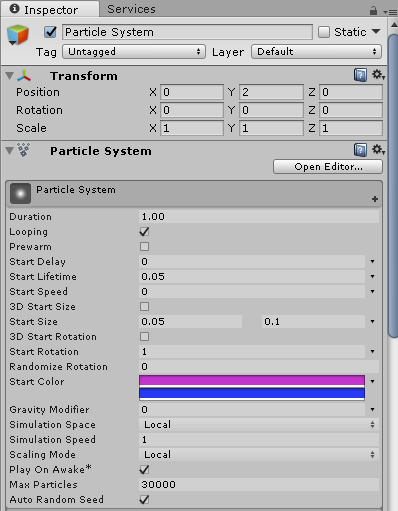 Inspector Services
Particle System Static
Tag Untagged Layer Default
Transform
Position X 0 Y 2 Z 0
Rotation X 0 Y 0 Z 0
Scale X 1 Y 1 Z 1
Particle System
Open Editor...
Particle System
Duration 1.00
Looping
Prewarm
Start Delay 0
Start Lifetime 0.05
Start Speed 0
3D Start Size
Start Size 0.05 0.1
3D Start Rotation
Start Rotation 1
Randomize Rotation 0
Start Color
Gravity Modifier 0
Simulation Space Local
Simulation Speed 1
Scaling Mode Local
Play On Awake*
Max Particles 30000
Auto Random Seed